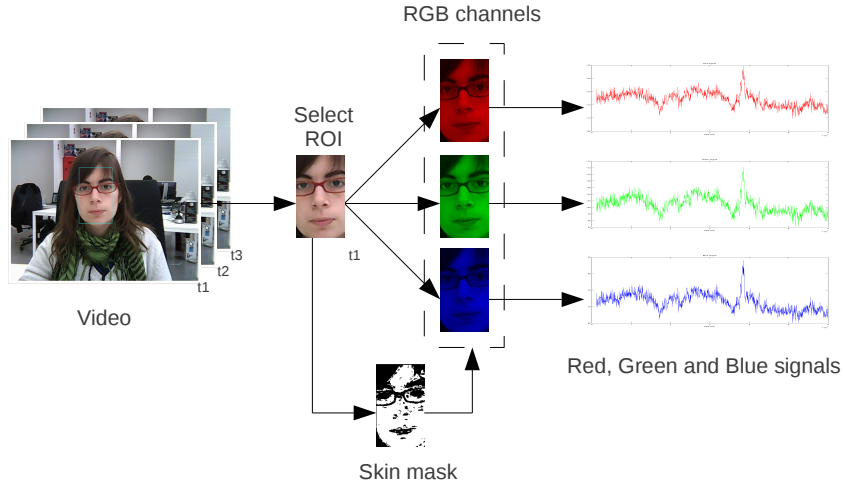 RGB channels
Select
ROI
t1
t3
t2
t1
Video
Red, Green and Blue signals
Skin mask